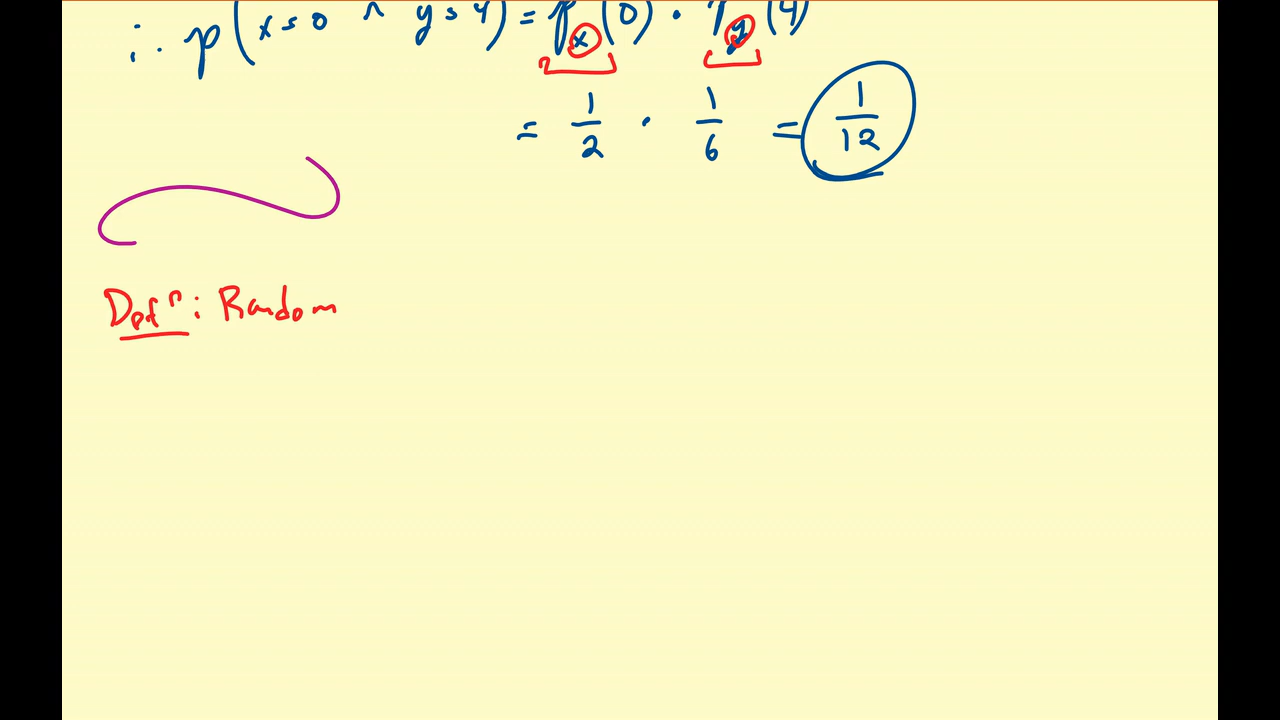 ∴ p(x=0 ∧ y=4) = p_x(0) · p_y(4)
= 1/2 · 1/6 = 1/12
Defⁿ: Random